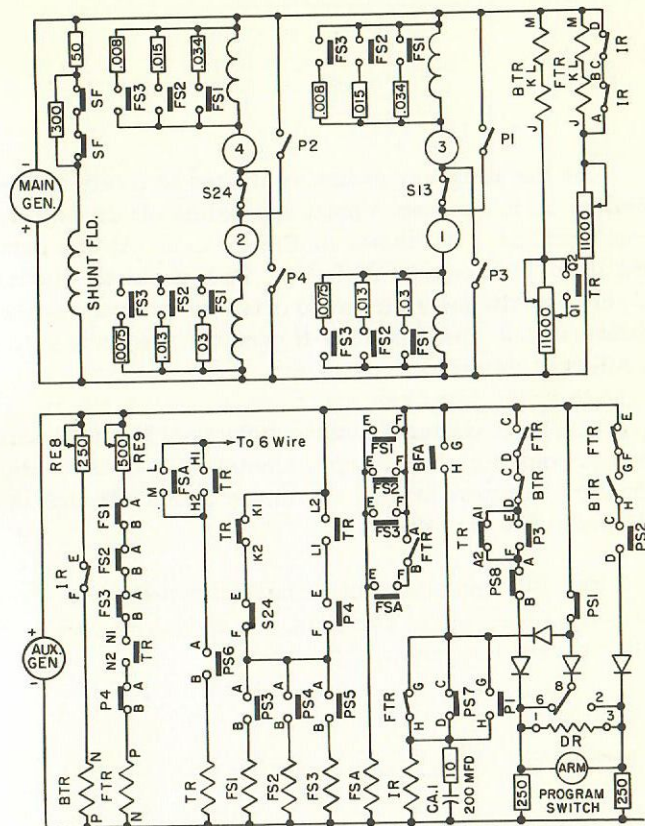 MAIN GEN.
-
+
SHUNT FLD.
SF
300
SF
50
.0075
.013
.03
FS3
FS2
FS1
2
S24
4
FS3
FS2
FS1
.008
.015
.034
P4
P2
.0075
.013
.03
FS3
FS2
FS1
1
S13
3
.008
.015
.034
FS3
FS2
FS1
P3
P1
11000
Q1
Q2
TR
J
BTR
KL
M
11000
J
FTR
KL
M
A
IR
B
C
IR
D
AUX. GEN
-
+
P
N
BTR
F
IR
E
250
RE8
N
P
FTR
B
A
P4
N2
N1
TR
B
A
FS3
B
A
FS2
B
A
FS1
500
RE9
TR
B
A
PS6
M
L
FSA
H2
H1
TR
To 6 Wire
FS1
FS2
FS3
B
A
PS3
B
A
PS4
B
A
PS5
F
E
S24
K2
K1
TR
F
E
P4
L1
L2
TR
FSA
E
F
FSA
E
F
FS3
E
F
FS2
E
F
FS1
B
A
FTR
IR
H
G
FTR
H
G
BFA
CA.1
10
200 MFD
D
C
PS7
H
G
P1
B
A
PS8
A2
A1
TR
F
E
P3
D
C
BTR
D
C
FTR
PS1
6
8
1
2
DR
3
250
ARM
250
PROGRAM SWITCH
D
C
PS2
H
G
BTR
F
E
FTR